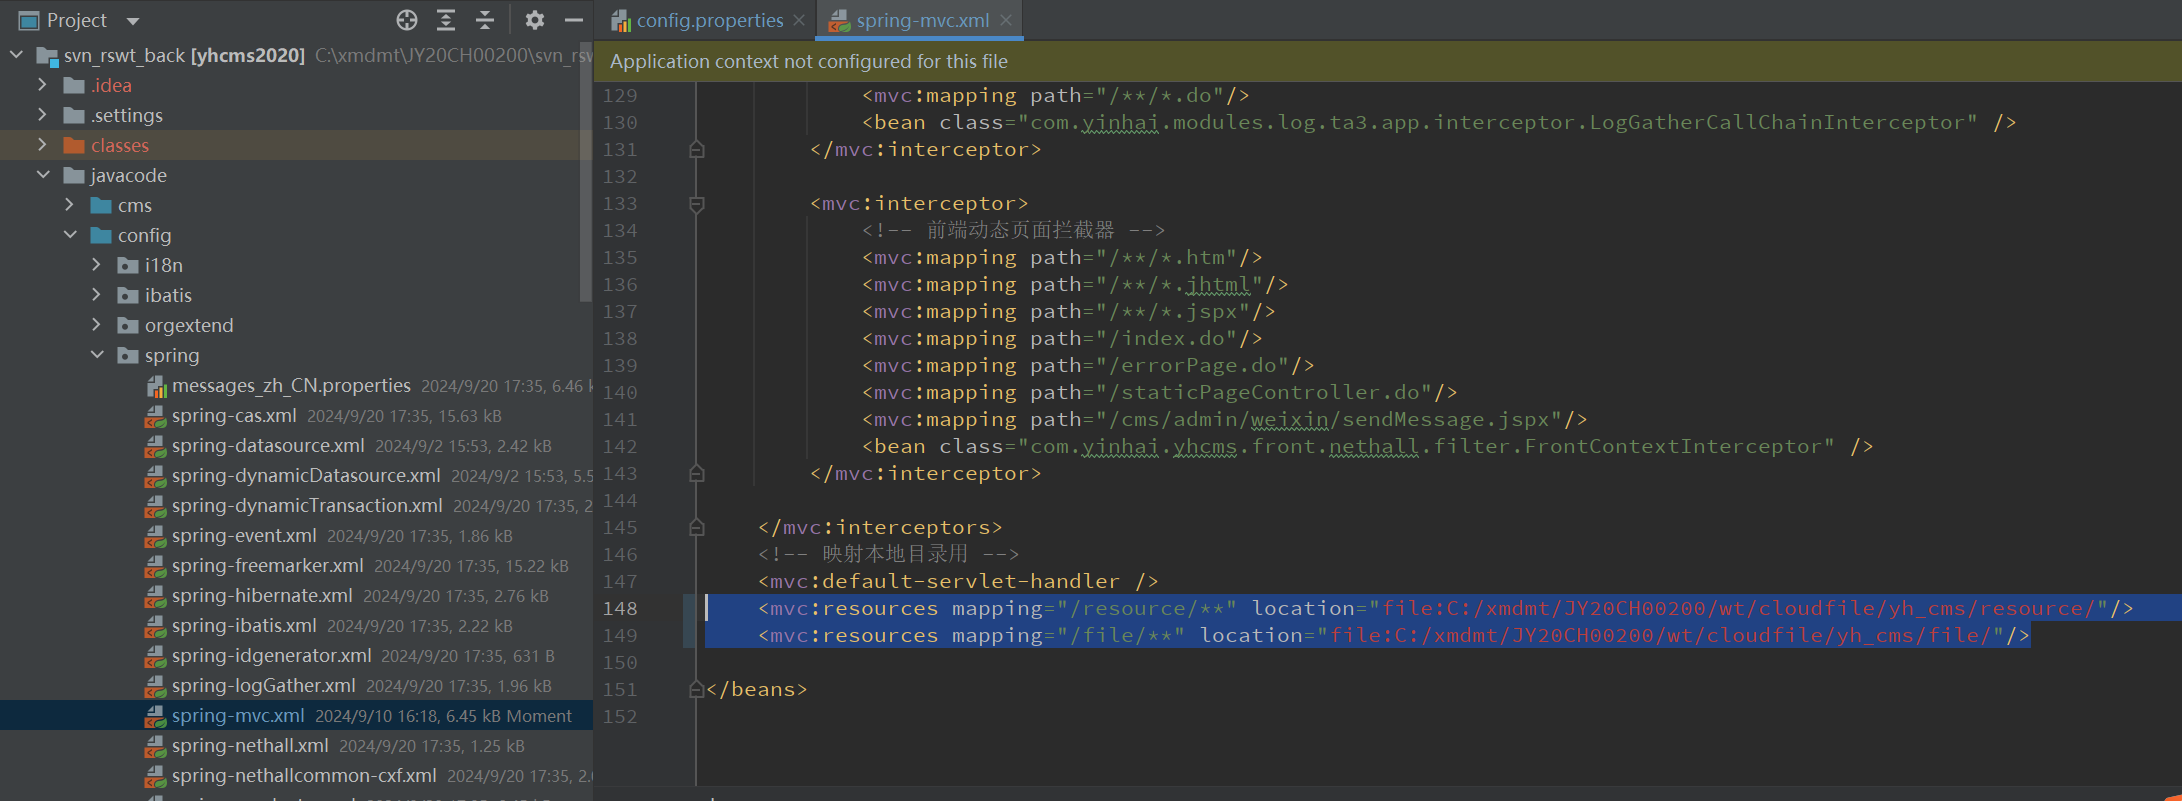 Project
svn_rswt_back [yhcms2020] C:\xmdmt\JY20CH00200\svn_rsw
.idea
.settings
classes
javacode
cms
config
i18n
ibatis
orgextend
spring
messages_zh_CN.properties 2024/9/20 17:35, 6.46 k
spring-cas.xml 2024/9/20 17:35, 15.63 kB
spring-datasource.xml 2024/9/2 15:53, 2.42 kB
spring-dynamicDatasource.xml 2024/9/2 15:53, 5.5
spring-dynamicTransaction.xml 2024/9/20 17:35, 2
spring-event.xml 2024/9/20 17:35, 1.86 kB
spring-freemarker.xml 2024/9/20 17:35, 15.22 kB
spring-hibernate.xml 2024/9/20 17:35, 2.76 kB
spring-ibatis.xml 2024/9/20 17:35, 2.22 kB
spring-idgenerator.xml 2024/9/20 17:35, 631 B
spring-logGather.xml 2024/9/20 17:35, 1.96 kB
spring-mvc.xml 2024/9/10 16:18, 6.45 kB Moment
spring-nethall.xml 2024/9/20 17:35, 1.25 kB
spring-nethallcommon-cxf.xml 2024/9/20 17:35, 2.
config.properties
spring-mvc.xml
Application context not configured for this file
129 <mvc:mapping path="/**/*.do"/>
130 <bean class="com.yinhai.modules.log.ta3.app.interceptor.LogGatherCallChainInterceptor" />
131 </mvc:interceptor>
132
133 <mvc:interceptor>
134 <!-- 前端动态页面拦截器 -->
135 <mvc:mapping path="/**/*.htm"/>
136 <mvc:mapping path="/**/*.jhtml"/>
137 <mvc:mapping path="/**/*.jspx"/>
138 <mvc:mapping path="/index.do"/>
139 <mvc:mapping path="/errorPage.do"/>
140 <mvc:mapping path="/staticPageController.do"/>
141 <mvc:mapping path="/cms/admin/weixin/sendMessage.jspx"/>
142 <bean class="com.yinhai.yhcms.front.nethall.filter.FrontContextInterceptor" />
143 </mvc:interceptor>
144
145 </mvc:interceptors>
146 <!-- 映射本地目录用 -->
147 <mvc:default-servlet-handler />
148 <mvc:resources mapping="/resource/**" location="file:C:/xmdmt/JY20CH00200/wt/cloudfile/yh_cms/resource/"/>
149 <mvc:resources mapping="/file/**" location="file:C:/xmdmt/JY20CH00200/wt/cloudfile/yh_cms/file/"/>
150
151 </beans>
152